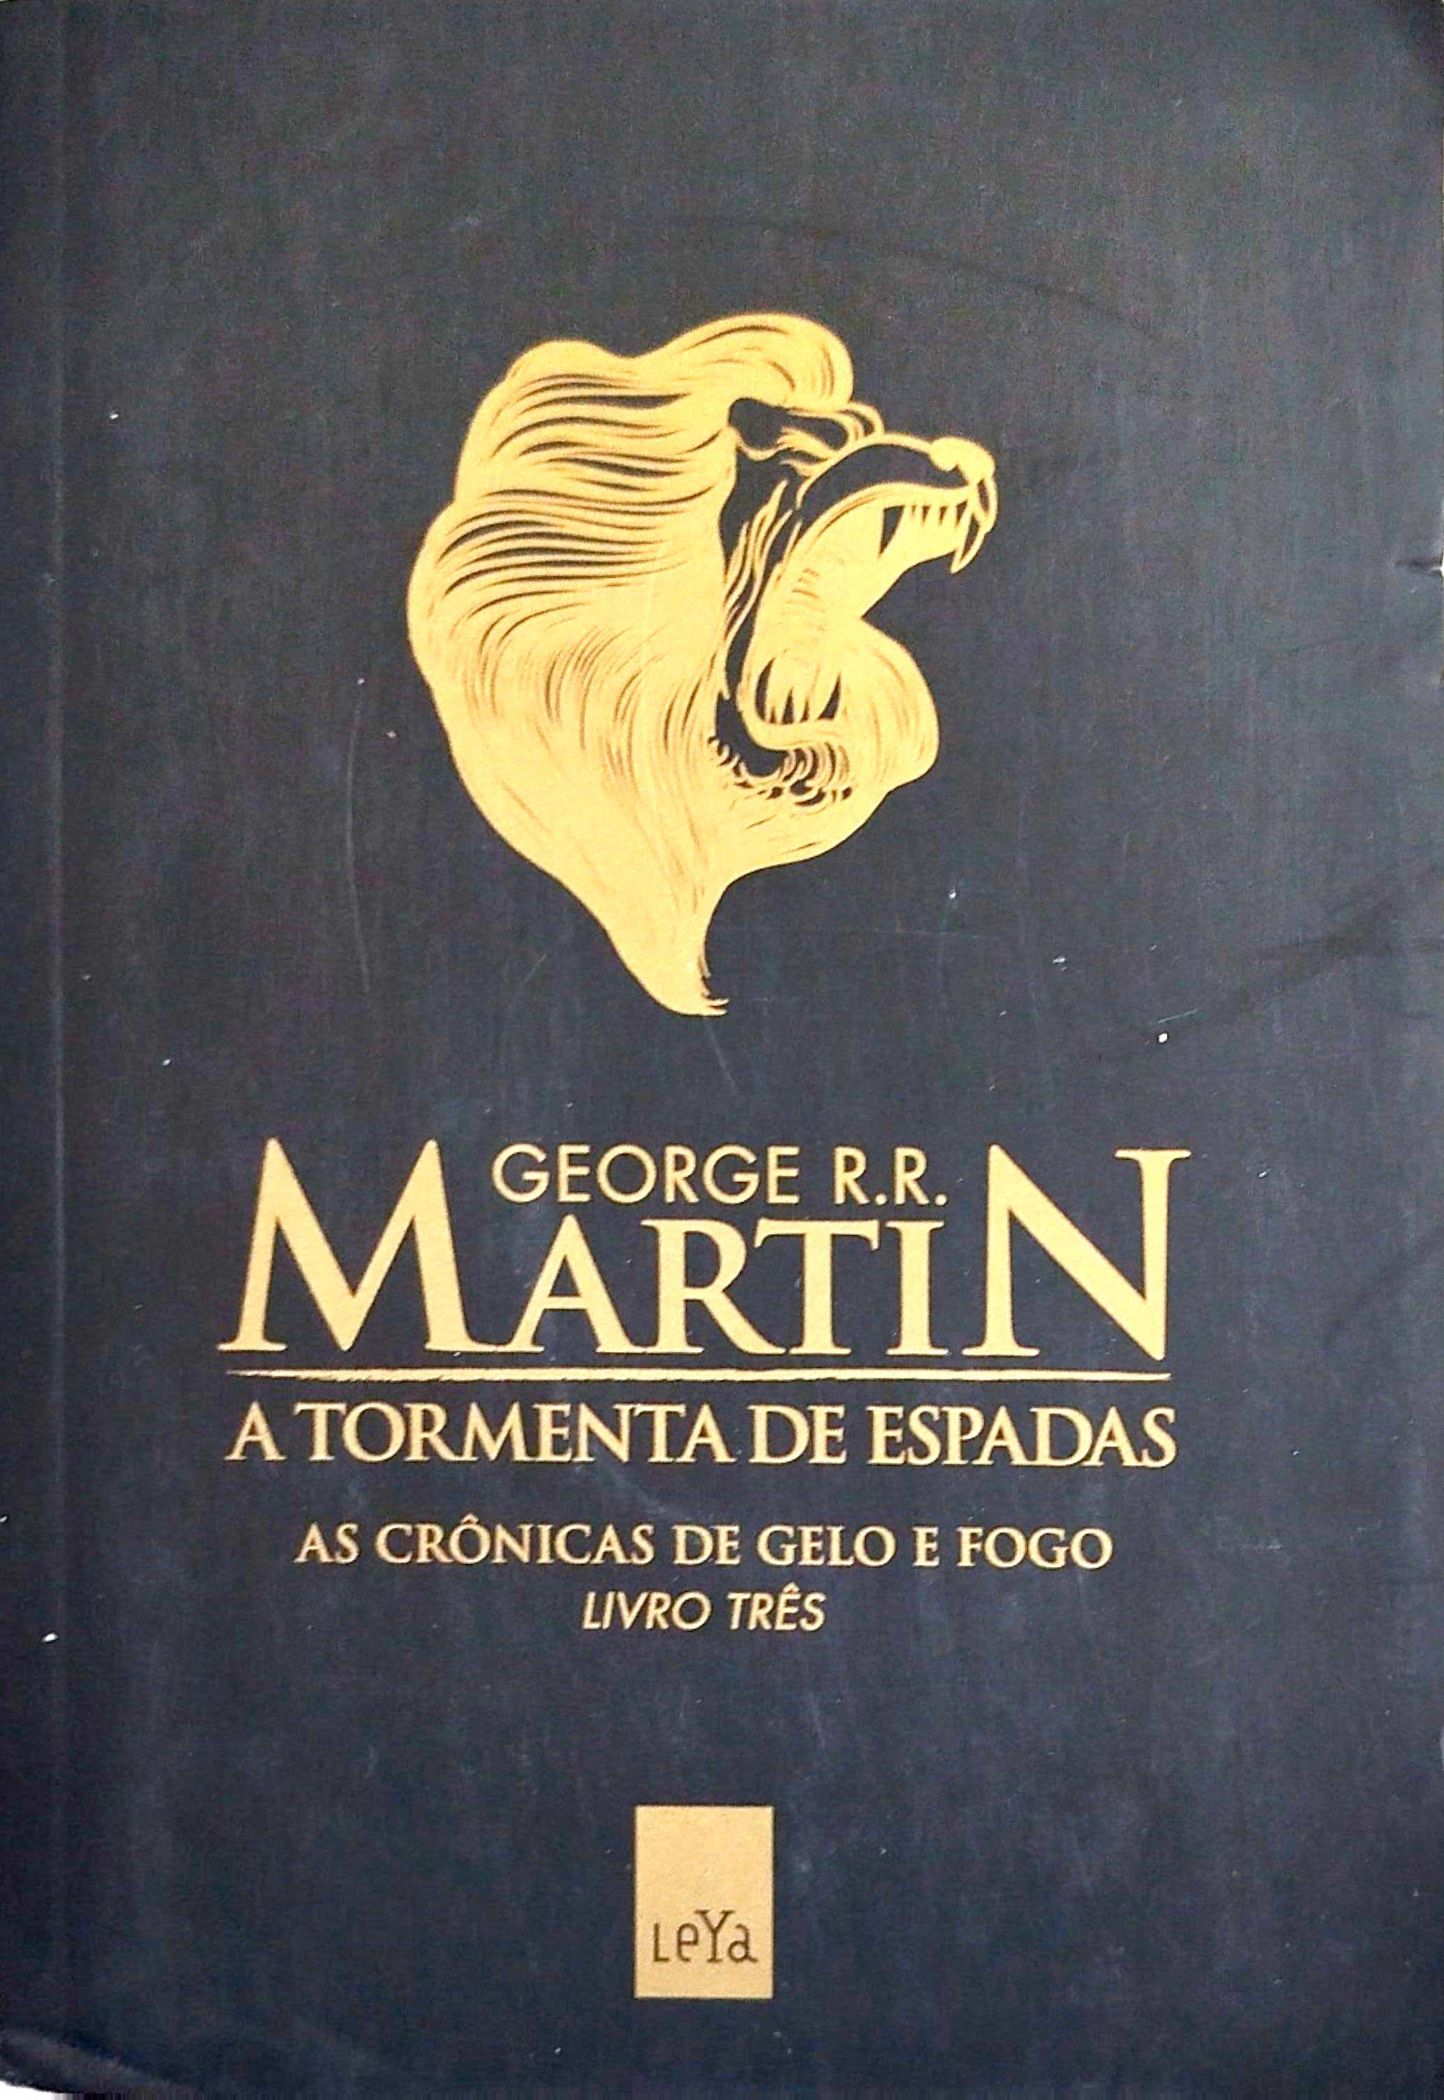 GEORGE R.R.
MARTIN
A TORMENTA DE ESPADAS
AS CRÔNICAS DE GELO E FOGO
LIVRO TRÊS
LeYa